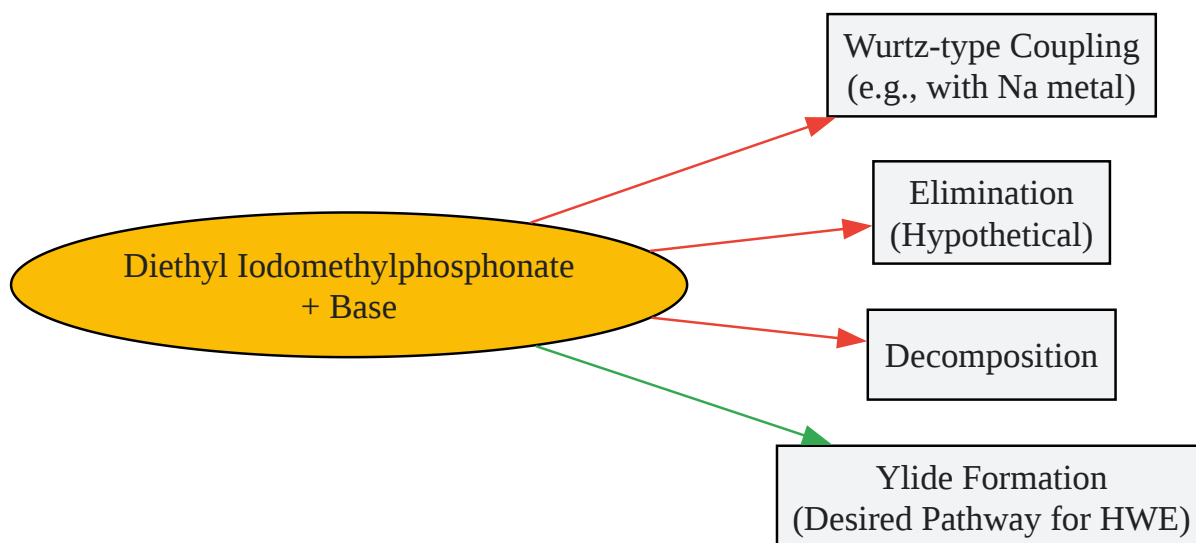 Wurtz-type Coupling
(e.g., with Na metal)
Elimination
(Hypothetical)
Diethyl Iodomethylphosphonate
+ Base
Decomposition
Ylide Formation
(Desired Pathway for HWE)